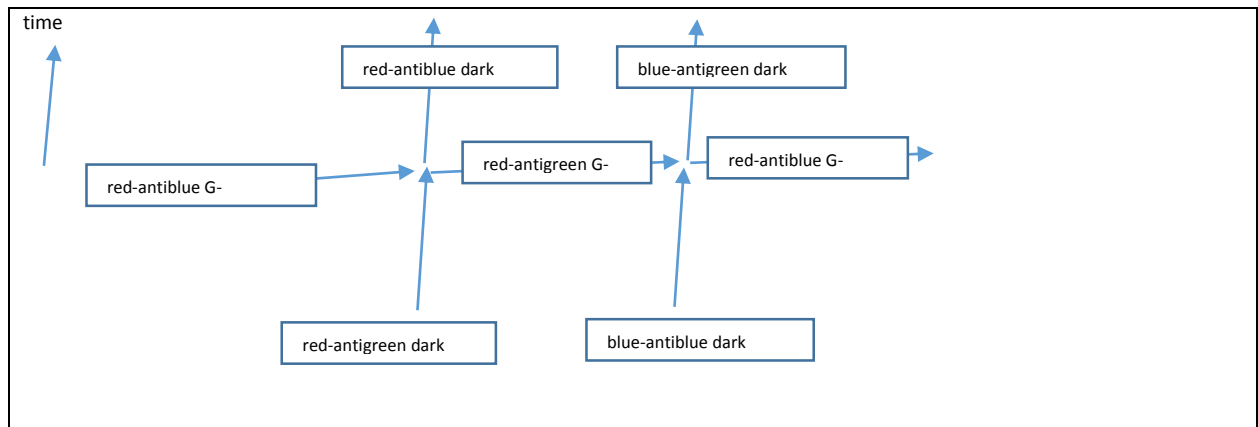 time
red-antiblue dark
blue-antigreen dark
red-antiblue G-
red-antigreen G-
red-antiblue G-
red-antigreen dark
blue-antiblue dark